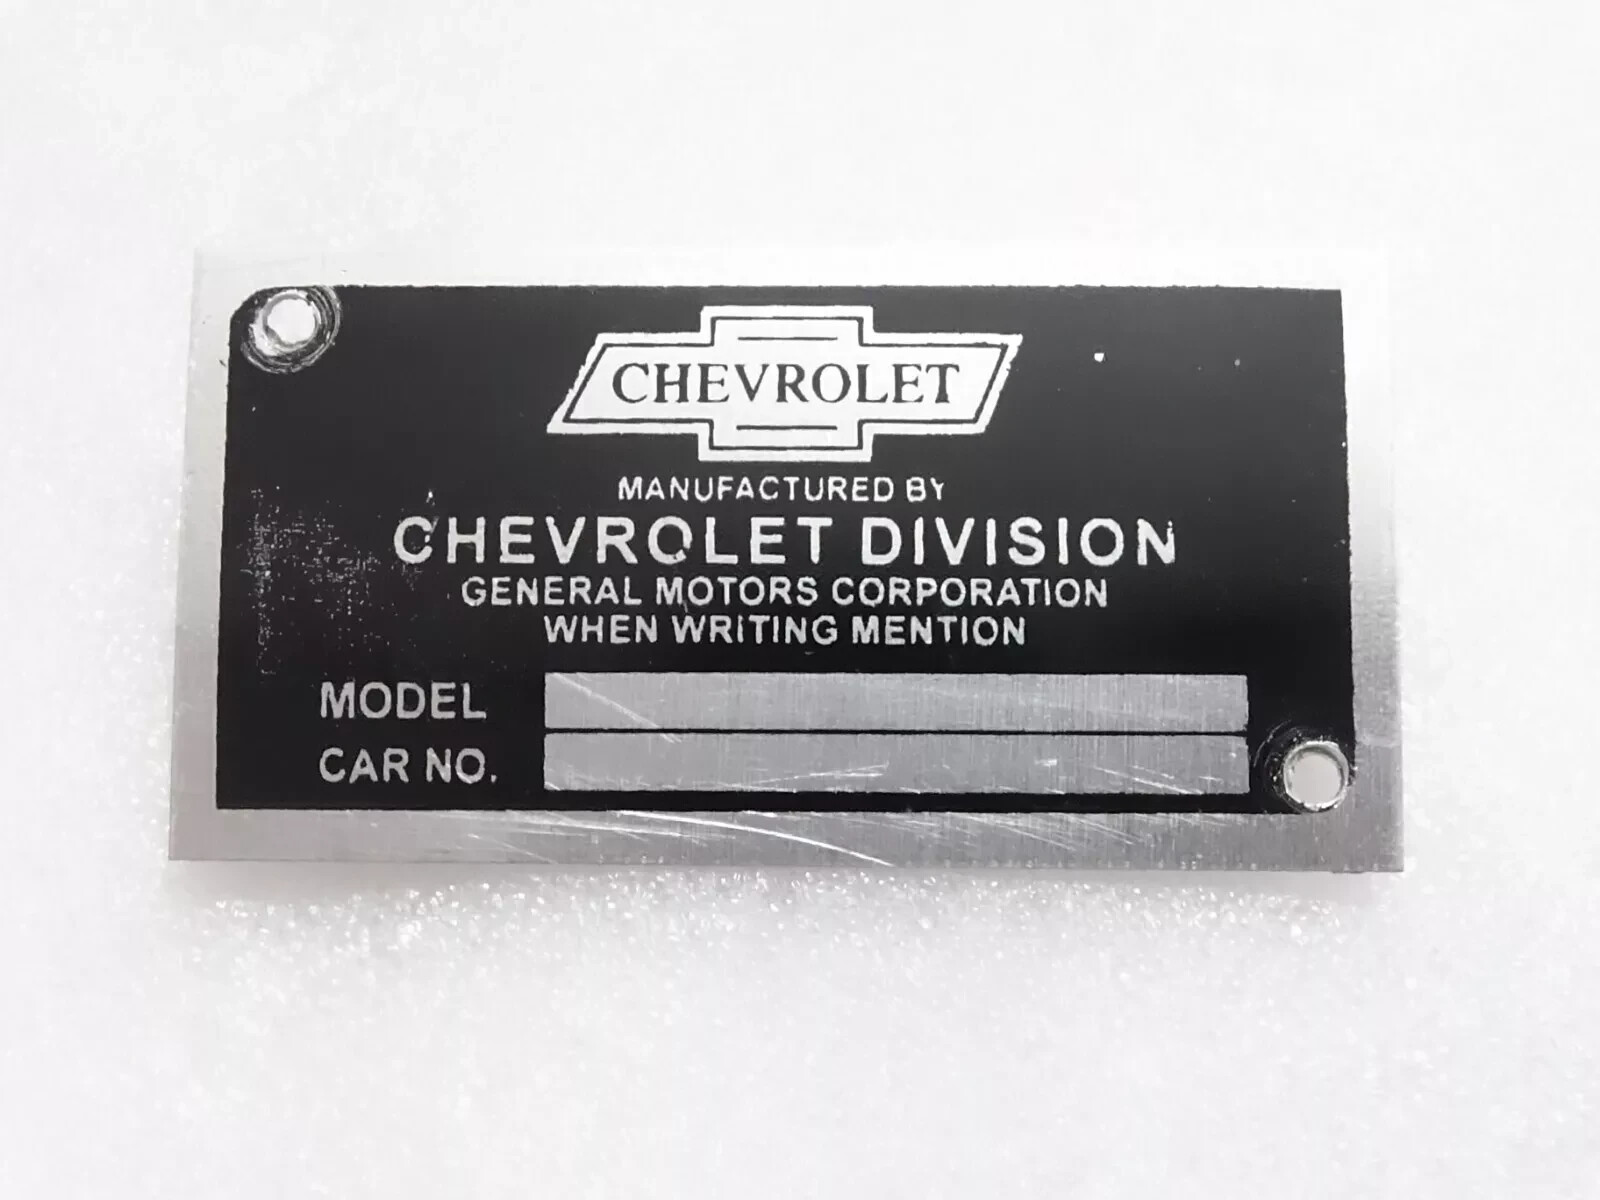 CHEVROLET
MANUFACTURED BY
CHEVROLET DIVISION
GENERAL MOTORS CORPORATION
WHEN WRITING MENTION
MODEL
CAR NO.